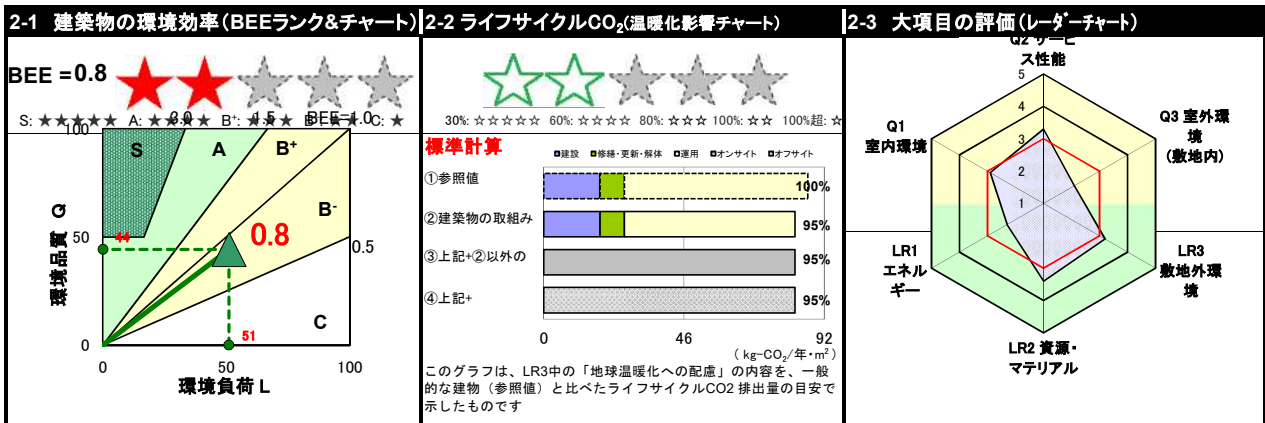 2-1 建築物の環境効率(BEEランク&チャート)
BEE = 0.8
S: ★★★★★ A: ★★★★ B⁺: ★★★ B⁻: ★★ C: ★
3.0
1.5
BEE=1.0
100
S
A
B⁺
B⁻
0.5
C
50
44
0.8
51
0
0
50
100
環境品質 Q
環境負荷 L
2-2 ライフサイクルCO₂(温暖化影響チャート)
30%: ☆☆☆☆☆ 60%: ☆☆☆☆ 80%: ☆☆☆ 100%: ☆☆ 100%超: ☆
標準計算
■建設 ■修繕・更新・解体 □運用 ■オンサイト ■オフサイト
①参照値
100%
②建築物の取組み
95%
③上記+②以外の
95%
④上記+
95%
0
46
92
( kg-CO₂/年・m² )
このグラフは、LR3中の「地球温暖化への配慮」の内容を、一般
的な建物(参照値)と比べたライフサイクルCO2 排出量の目安で
示したものです
2-3 大項目の評価(レーダーチャート)
Q2 サービ
ス性能
5
4
3
2
1
Q1
室内環境
Q3 室外環
境
(敷地内)
LR1
エネル
ギー
LR3
敷地外環
境
LR2 資源・
マテリアル